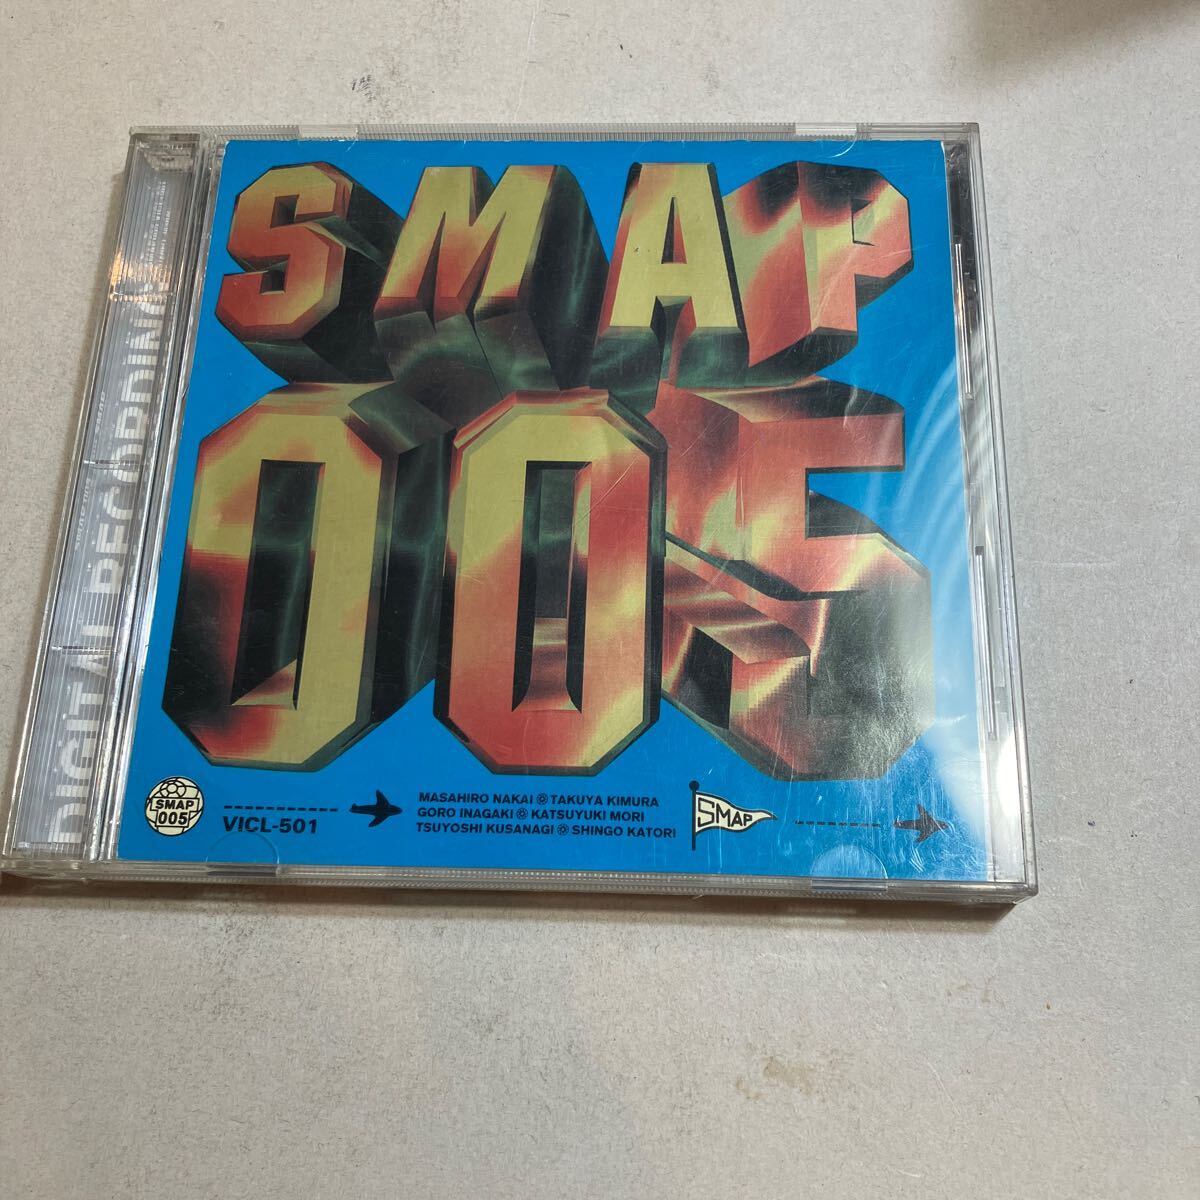 SMAP
005
DIGITAL RECORDING
SMAP
005
VICL-501
MASAHIRO NAKAI TAKUYA KIMURA
GORO INAGAKI KATSUYUKI MORI
TSUYOSHI KUSANAGI SHINGO KATORI
SMAP